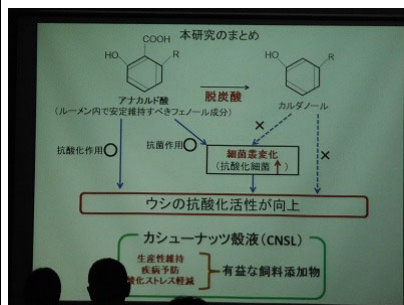 本研究のまとめ
COOH
HO
R
HO
R
アナカルド酸
(ルーメン内で安定維持すべきフェノール成分)
脱炭酸
カルダノール
抗酸化作用○
抗菌作用○
×
細菌叢変化
(抗酸化細菌↑)
×
ウシの抗酸化活性が向上
カシューナッツ殻液(CNSL)
生産性維持
疾病予防
酸化ストレス軽減
有益な飼料添加物